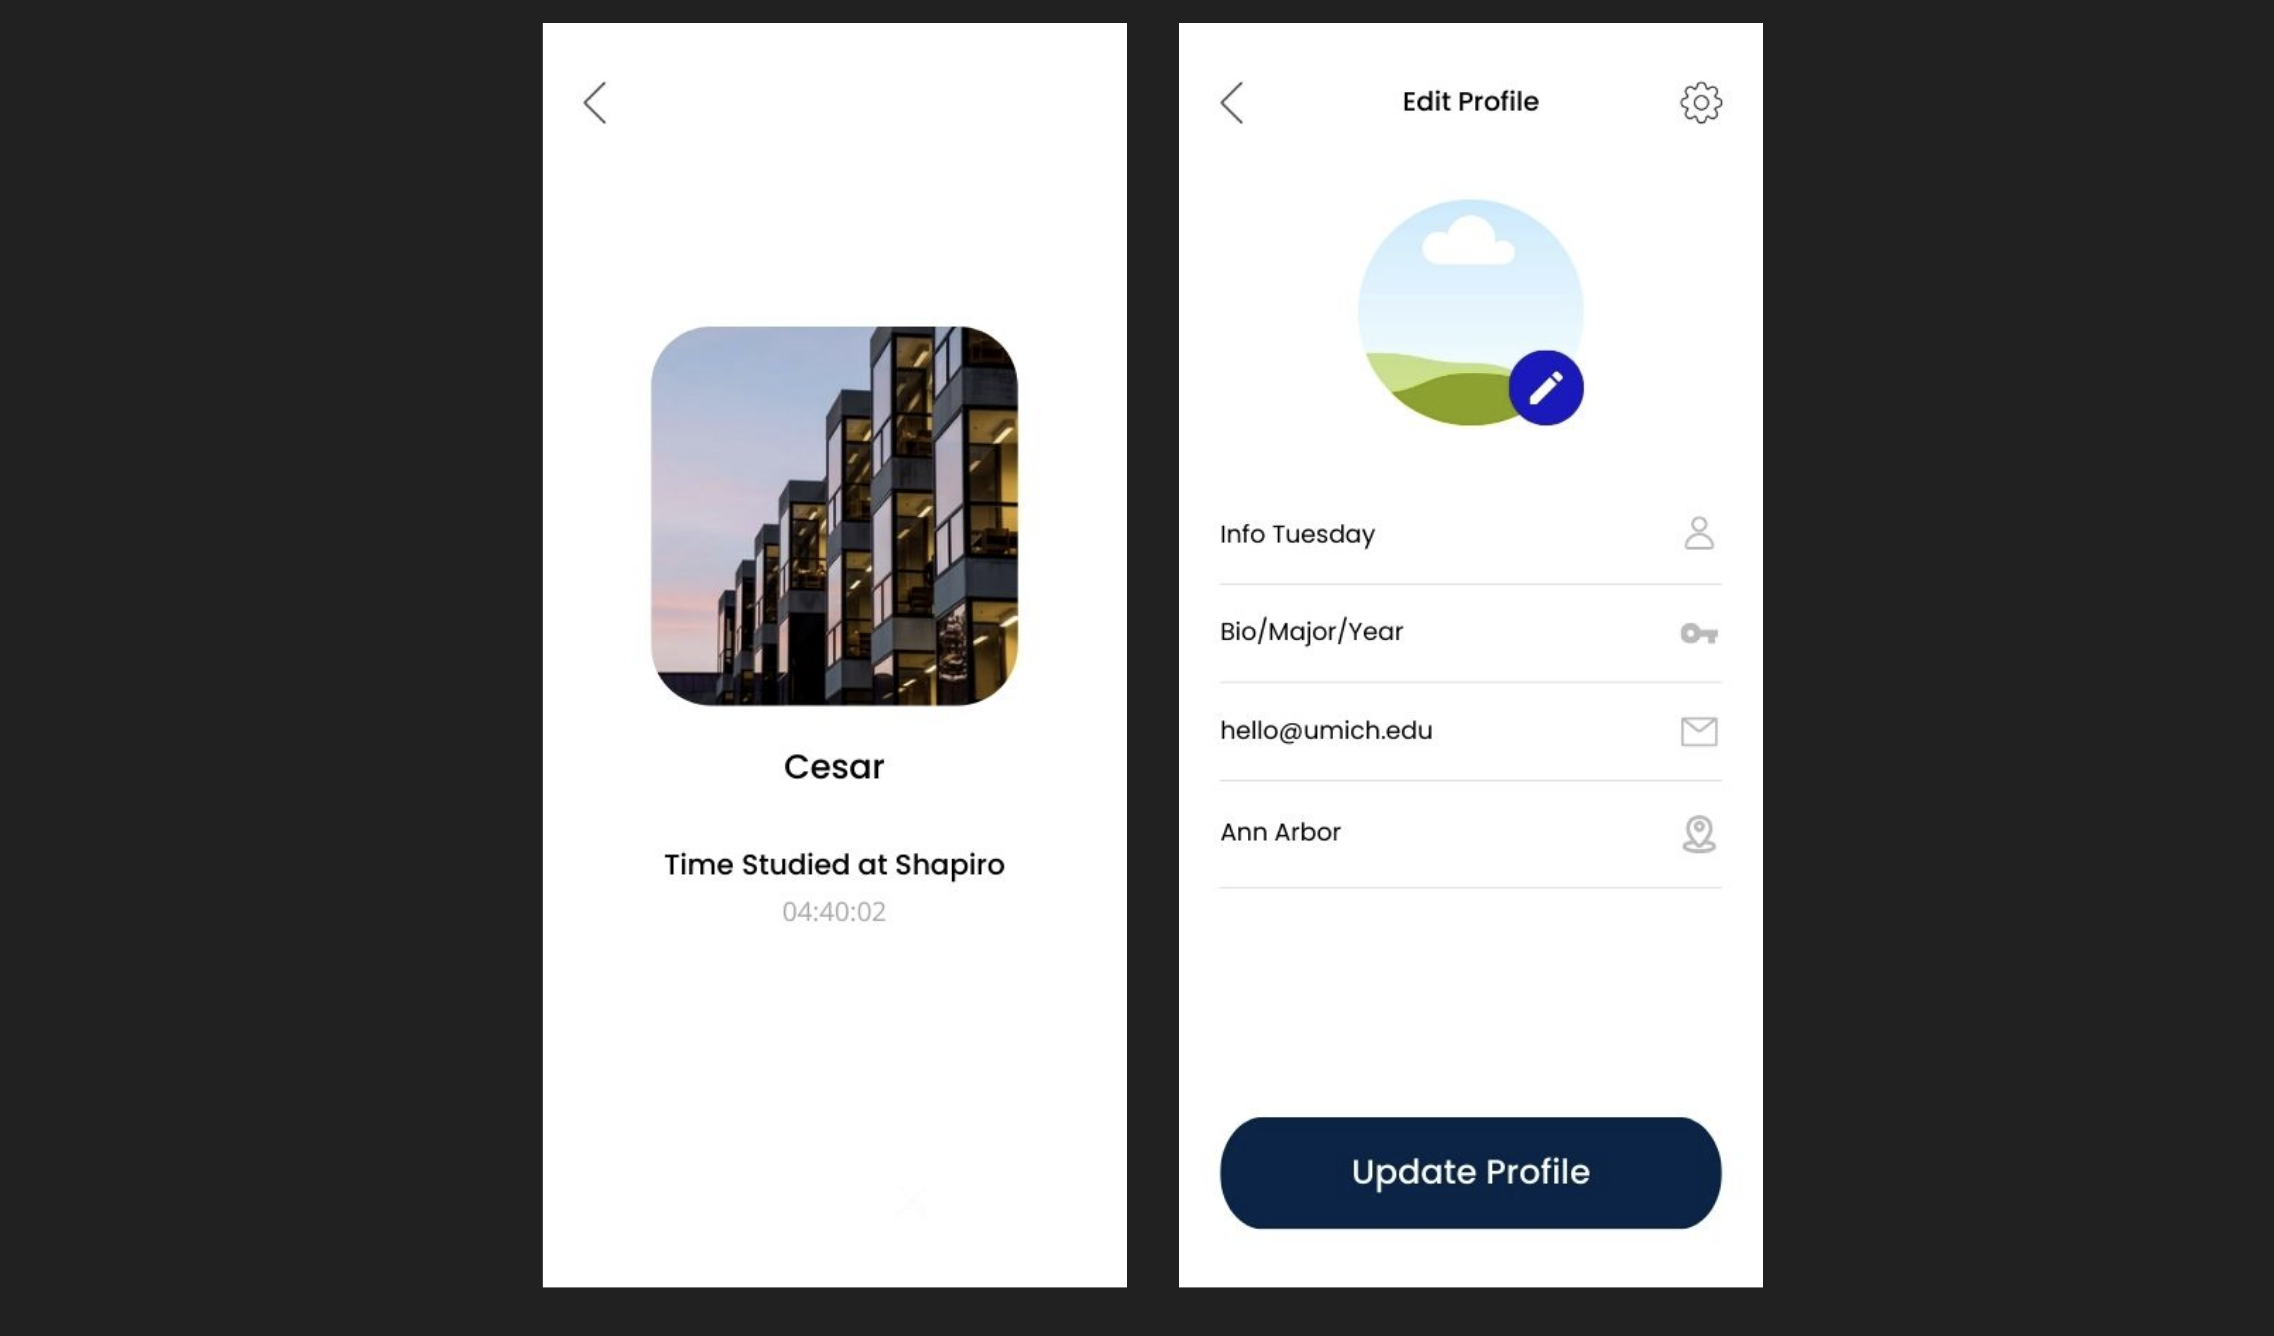 Cesar
Time Studied at Shapiro
04:40:02
Edit Profile
Info Tuesday
Bio/Major/Year
hello@umich.edu
Ann Arbor
Update Profile